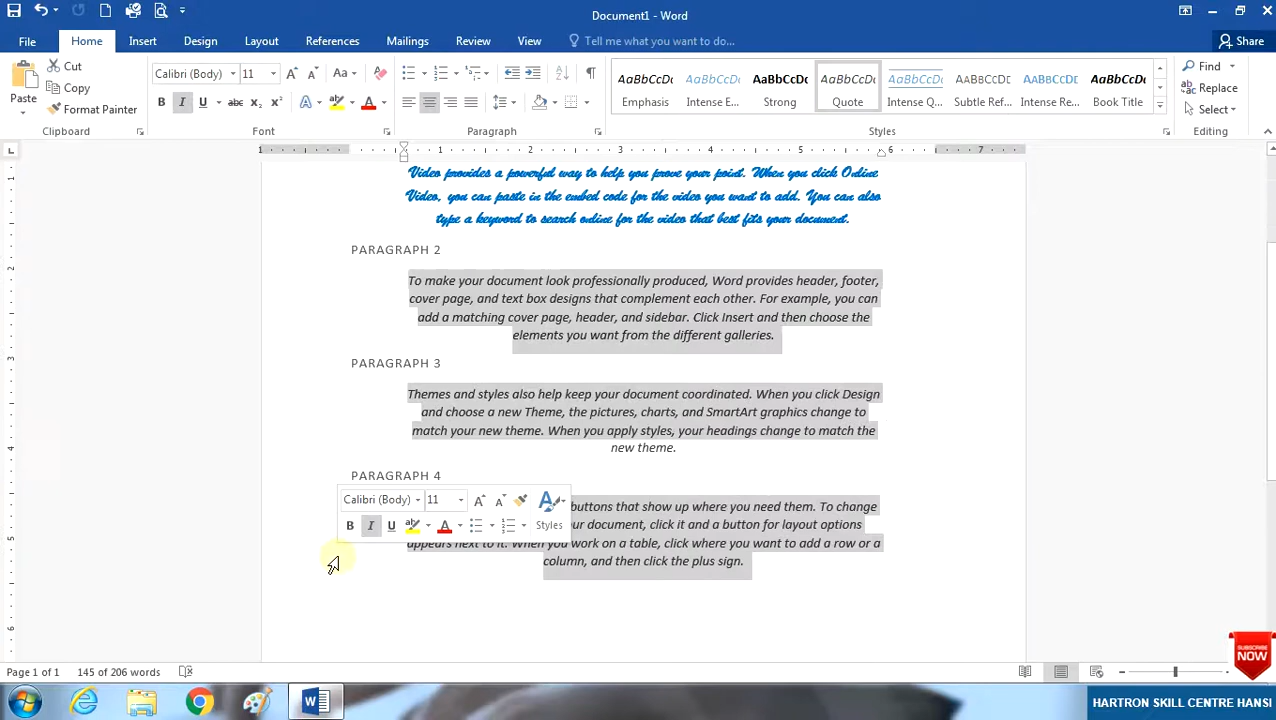 Document1 - Word
File Home Insert Design Layout References Mailings Review View Tell me what you want to do... Share
Paste
Cut
Copy
Format Painter
Clipboard
Calibri (Body) 11
Font
Paragraph
AaBbCcDc AaBbCcDc AaBbCcDc AaBbCcDc AaBbCcDc AaBbCcDc AaBbCcDc AaBbCcDc
Emphasis Intense E... Strong Quote Intense Q... Subtle Ref... Intense Re... Book Title
Styles
Find
Replace
Select
Editing
1 1 2 3 4 5 6 7
Video provides a powerful way to help you prove your point. When you click Online
Video, you can paste in the embed code for the video you want to add. You can also
type a keyword to search online for the video that best fits your document.
PARAGRAPH 2
To make your document look professionally produced, Word provides header, footer,
cover page, and text box designs that complement each other. For example, you can
add a matching cover page, header, and sidebar. Click Insert and then choose the
elements you want from the different galleries.
PARAGRAPH 3
Themes and styles also help keep your document coordinated. When you click Design
and choose a new Theme, the pictures, charts, and SmartArt graphics change to
match your new theme. When you apply styles, your headings change to match the
new theme.
PARAGRAPH 4
Calibri (Body) 11
Styles
buttons that show up where you need them. To change
your document, click it and a button for layout options
appears next to it. When you work on a table, click where you want to add a row or a
column, and then click the plus sign.
Page 1 of 1 145 of 206 words
SUBSCRIBE
NOW
HARTRON SKILL CENTRE HANSI